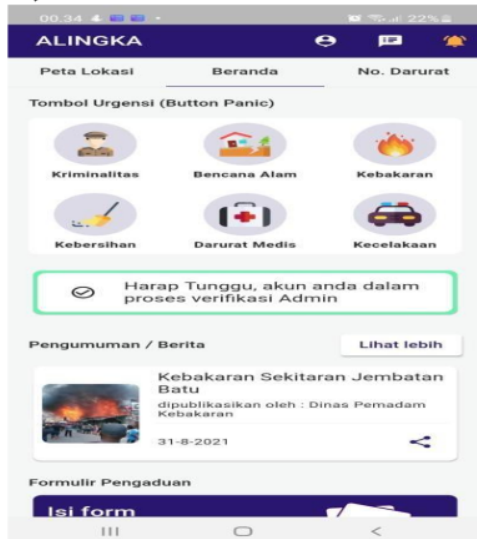 00.34
22%
ALINGKA
Peta Lokasi
Beranda
No. Darurat
Tombol Urgensi (Button Panic)
Kriminalitas
Bencana Alam
Kebakaran
Kebersihan
Darurat Medis
Kecelakaan
Harap Tunggu, akun anda dalam
proses verifikasi Admin
Pengumuman / Berita
Lihat lebih
Kebakaran Sekitaran Jembatan
Batu
dipublikasikan oleh : Dinas Pemadam
Kebakaran
31-8-2021
Formulir Pengaduan
Isi form